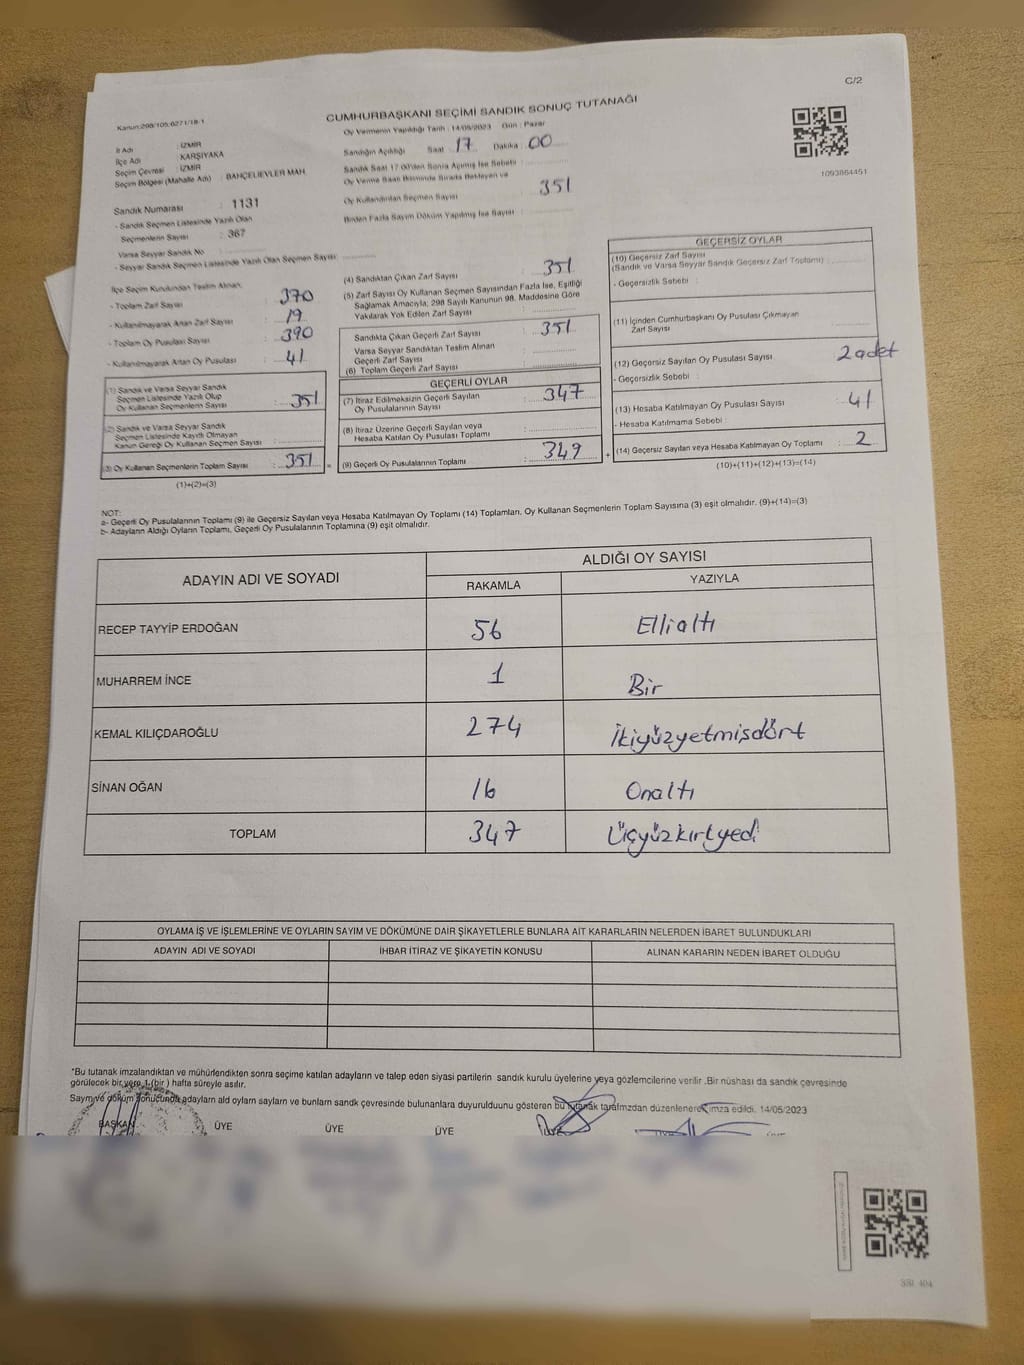 C/2
CUMHURBAŞKANI SEÇİMİ SANDIK SONUÇ TUTANAĞI
Kanun:298/105;6271/18-1
Oy Vermenin Yapıldığı Tarih : 14/05/2023 Gün : Pazar
Sandığın Açıldığı Saat : 17 Dakika : 00
Sandık Saat 17.00'den Sonra Açılmış İse Sebebi :
Oy Verme Saati Bitiminde Sırada Bekleyen ve
Oy Kullandırılan Seçmen Sayısı : 351
Birden Fazla Sayım Döküm Yapılmış İse Sayısı :
1093864451
İl Adı : İZMİR
İlçe Adı : KARŞIYAKA
Seçim Çevresi : İZMİR
Seçim Bölgesi (Mahalle Adı) : BAHÇELİEVLER MAH.
Sandık Numarası : 1131
- Sandık Seçmen Listesinde Yazılı Olan
Seçmenlerin Sayısı : 367
Varsa Seyyar Sandık No :
- Seyyar Sandık Seçmen Listesinde Yazılı Olan Seçmen Sayısı:
İlçe Seçim Kurulundan Teslim Alınan:
- Toplam Zarf Sayısı : 370
- Kullanılmayarak Artan Zarf Sayısı : 19
- Toplam Oy Pusulası Sayısı : 390
- Kullanılmayarak Artan Oy Pusulası : 41
(1) Sandık ve Varsa Seyyar Sandık
Seçmen Listesinde Yazılı Olup
Oy Kullanan Seçmenlerin Sayısı : 351
(2) Sandık ve Varsa Seyyar Sandık
Seçmen Listesinde Kayıtlı Olmayan
Kanun Gereği Oy Kullanan Seçmen Sayısı :
(3) Oy Kullanan Seçmenlerin Toplam Sayısı : 351 =
(1)+(2)=(3)
(4) Sandıktan Çıkan Zarf Sayısı : 351
(5) Zarf Sayısı Oy Kullanan Seçmen Sayısından Fazla İse, Eşitliği
Sağlamak Amacıyla, 298 Sayılı Kanunun 98. Maddesine Göre
Yakılarak Yok Edilen Zarf Sayısı :
Sandıkta Çıkan Geçerli Zarf Sayısı : 351
Varsa Seyyar Sandıktan Teslim Alınan
Geçerli Zarf Sayısı :
(6) Toplam Geçerli Zarf Sayısı :
GEÇERLİ OYLAR
(7) İtiraz Edilmeksizin Geçerli Sayılan
Oy Pusulalarının Sayısı : 347
(8) İtiraz Üzerine Geçerli Sayılan veya
Hesaba Katılan Oy Pusulası Toplamı :
(9) Geçerli Oy Pusulalarının Toplamı : 349 +
GEÇERSİZ OYLAR
(10) Geçersiz Zarf Sayısı
(Sandık ve Varsa Seyyar Sandık Geçersiz Zarf Toplamı) :
- Geçersizlik Sebebi :
(11) İçinden Cumhurbaşkanı Oy Pusulası Çıkmayan
Zarf Sayısı :
(12) Geçersiz Sayılan Oy Pusulası Sayısı : 2 adet
- Geçersizlik Sebebi :
(13) Hesaba Katılmayan Oy Pusulası Sayısı : 41
- Hesaba Katılmama Sebebi :
(14) Geçersiz Sayılan veya Hesaba Katılmayan Oy Toplamı : 2
(10)+(11)+(12)+(13)=(14)
NOT:
a- Geçerli Oy Pusulalarının Toplamı (9) ile Geçersiz Sayılan veya Hesaba Katılmayan Oy Toplamı (14) Toplamları, Oy Kullanan Seçmenlerin Toplam Sayısına (3) eşit olmalıdır. (9)+(14)=(3)
b- Adayların Aldığı Oyların Toplamı, Geçerli Oy Pusulalarının Toplamına (9) eşit olmalıdır.
ADAYIN ADI VE SOYADI
ALDIĞI OY SAYISI
RAKAMLA YAZIYLA
RECEP TAYYİP ERDOĞAN 56 Ellialtı
MUHARREM İNCE 1 Bir
KEMAL KILIÇDAROĞLU 274 İkiyüzyetmişdört
SİNAN OĞAN 16 Onaltı
TOPLAM 347 Üçyüzkırkyedi
OYLAMA İŞ VE İŞLEMLERİNE VE OYLARIN SAYIM VE DÖKÜMÜNE DAİR ŞİKAYETLERLE BUNLARA AİT KARARLARIN NELERDEN İBARET BULUNDUKLARI
ADAYIN ADI VE SOYADI İHBAR İTİRAZ VE ŞİKAYETİN KONUSU ALINAN KARARIN NEDEN İBARET OLDUĞU
*Bu tutanak imzalandıktan ve mühürlendikten sonra seçime katılan adayların ve talep eden siyasi partilerin sandık kurulu üyelerine veya gözlemcilerine verilir .Bir nüshası da sandık çevresinde
görülecek bir yere 1 (bir ) hafta süreyle asılır.
Sayım ve döküm sonucunda adayların aldı oyların sayları ve bunların sandk çevresinde bulunanlara duyurulduunu gösteren bu tutanak tarafmzdan düzenlenerek imza edildi. 14/05/2023
BAŞKAN ÜYE ÜYE ÜYE